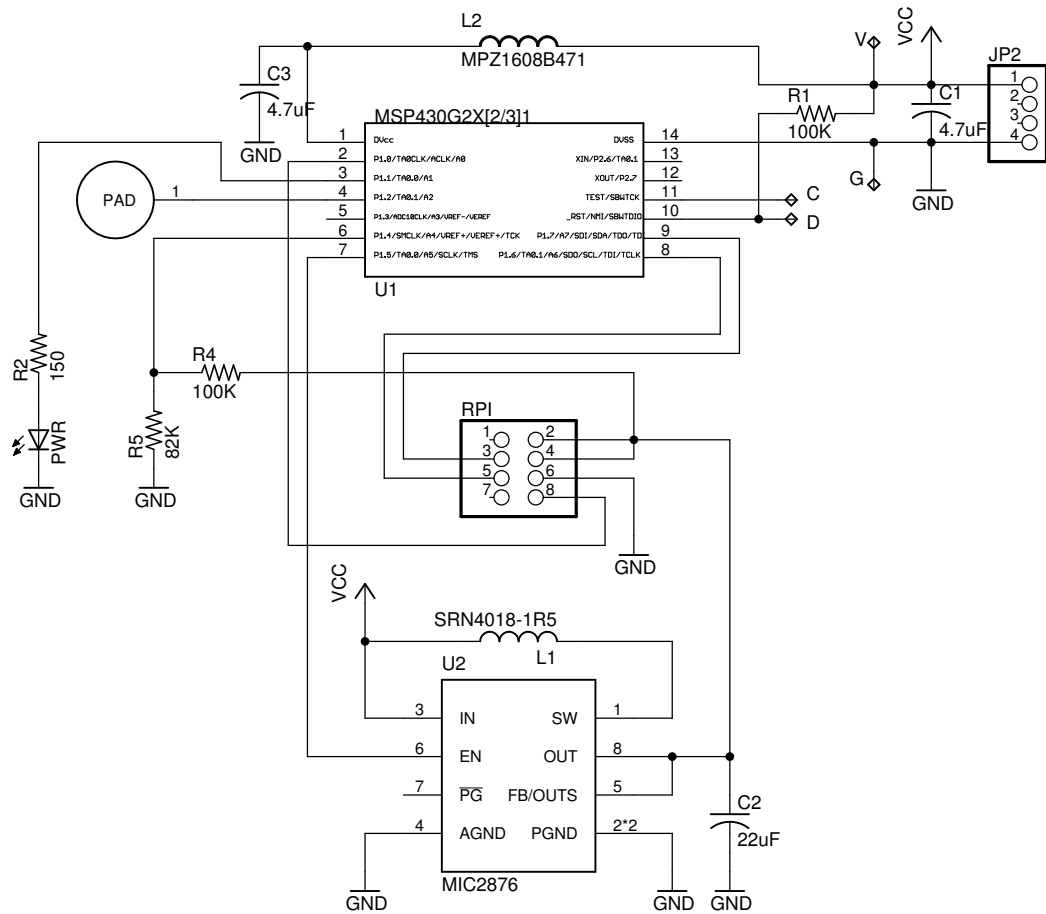 L2
MPZ1608B471
C3
4.7uF
GND
V
VCC
JP2
1
2
3
4
R1
100K
C1
4.7uF
G
GND
MSP430G2X[2/3]1
1 DVcc
2 P1.0/TA0CLK/ACLK/A0
3 P1.1/TA0.0/A1
4 P1.2/TA0.1/A2
5 P1.3/ADC10CLK/A3/VREF-/VEREF
6 P1.4/SMCLK/A4/VREF+/VEREF+/TCK
7 P1.5/TA0.0/A5/SCLK/TMS
DVSS 14
XIN/P2.6/TA0.1 13
XOUT/P2.7 12
TEST/SBWTCK 11 C
_RST/NMI/SBWTDIO 10 D
P1.7/A7/SDI/SDA/TDO/TD 9
P1.6/TA0.1/A6/SDO/SCL/TDI/TCLK 8
U1
PAD 1
R2
150
PWR
GND
R4
100K
R5
82K
GND
RPI
1 2
3 4
5 6
7 8
GND
VCC
SRN4018-1R5
L1
U2
3 IN SW 1
6 EN OUT 8
7 PG FB/OUTS 5
4 AGND PGND 2*2
MIC2876
GND
GND
C2
22uF
GND